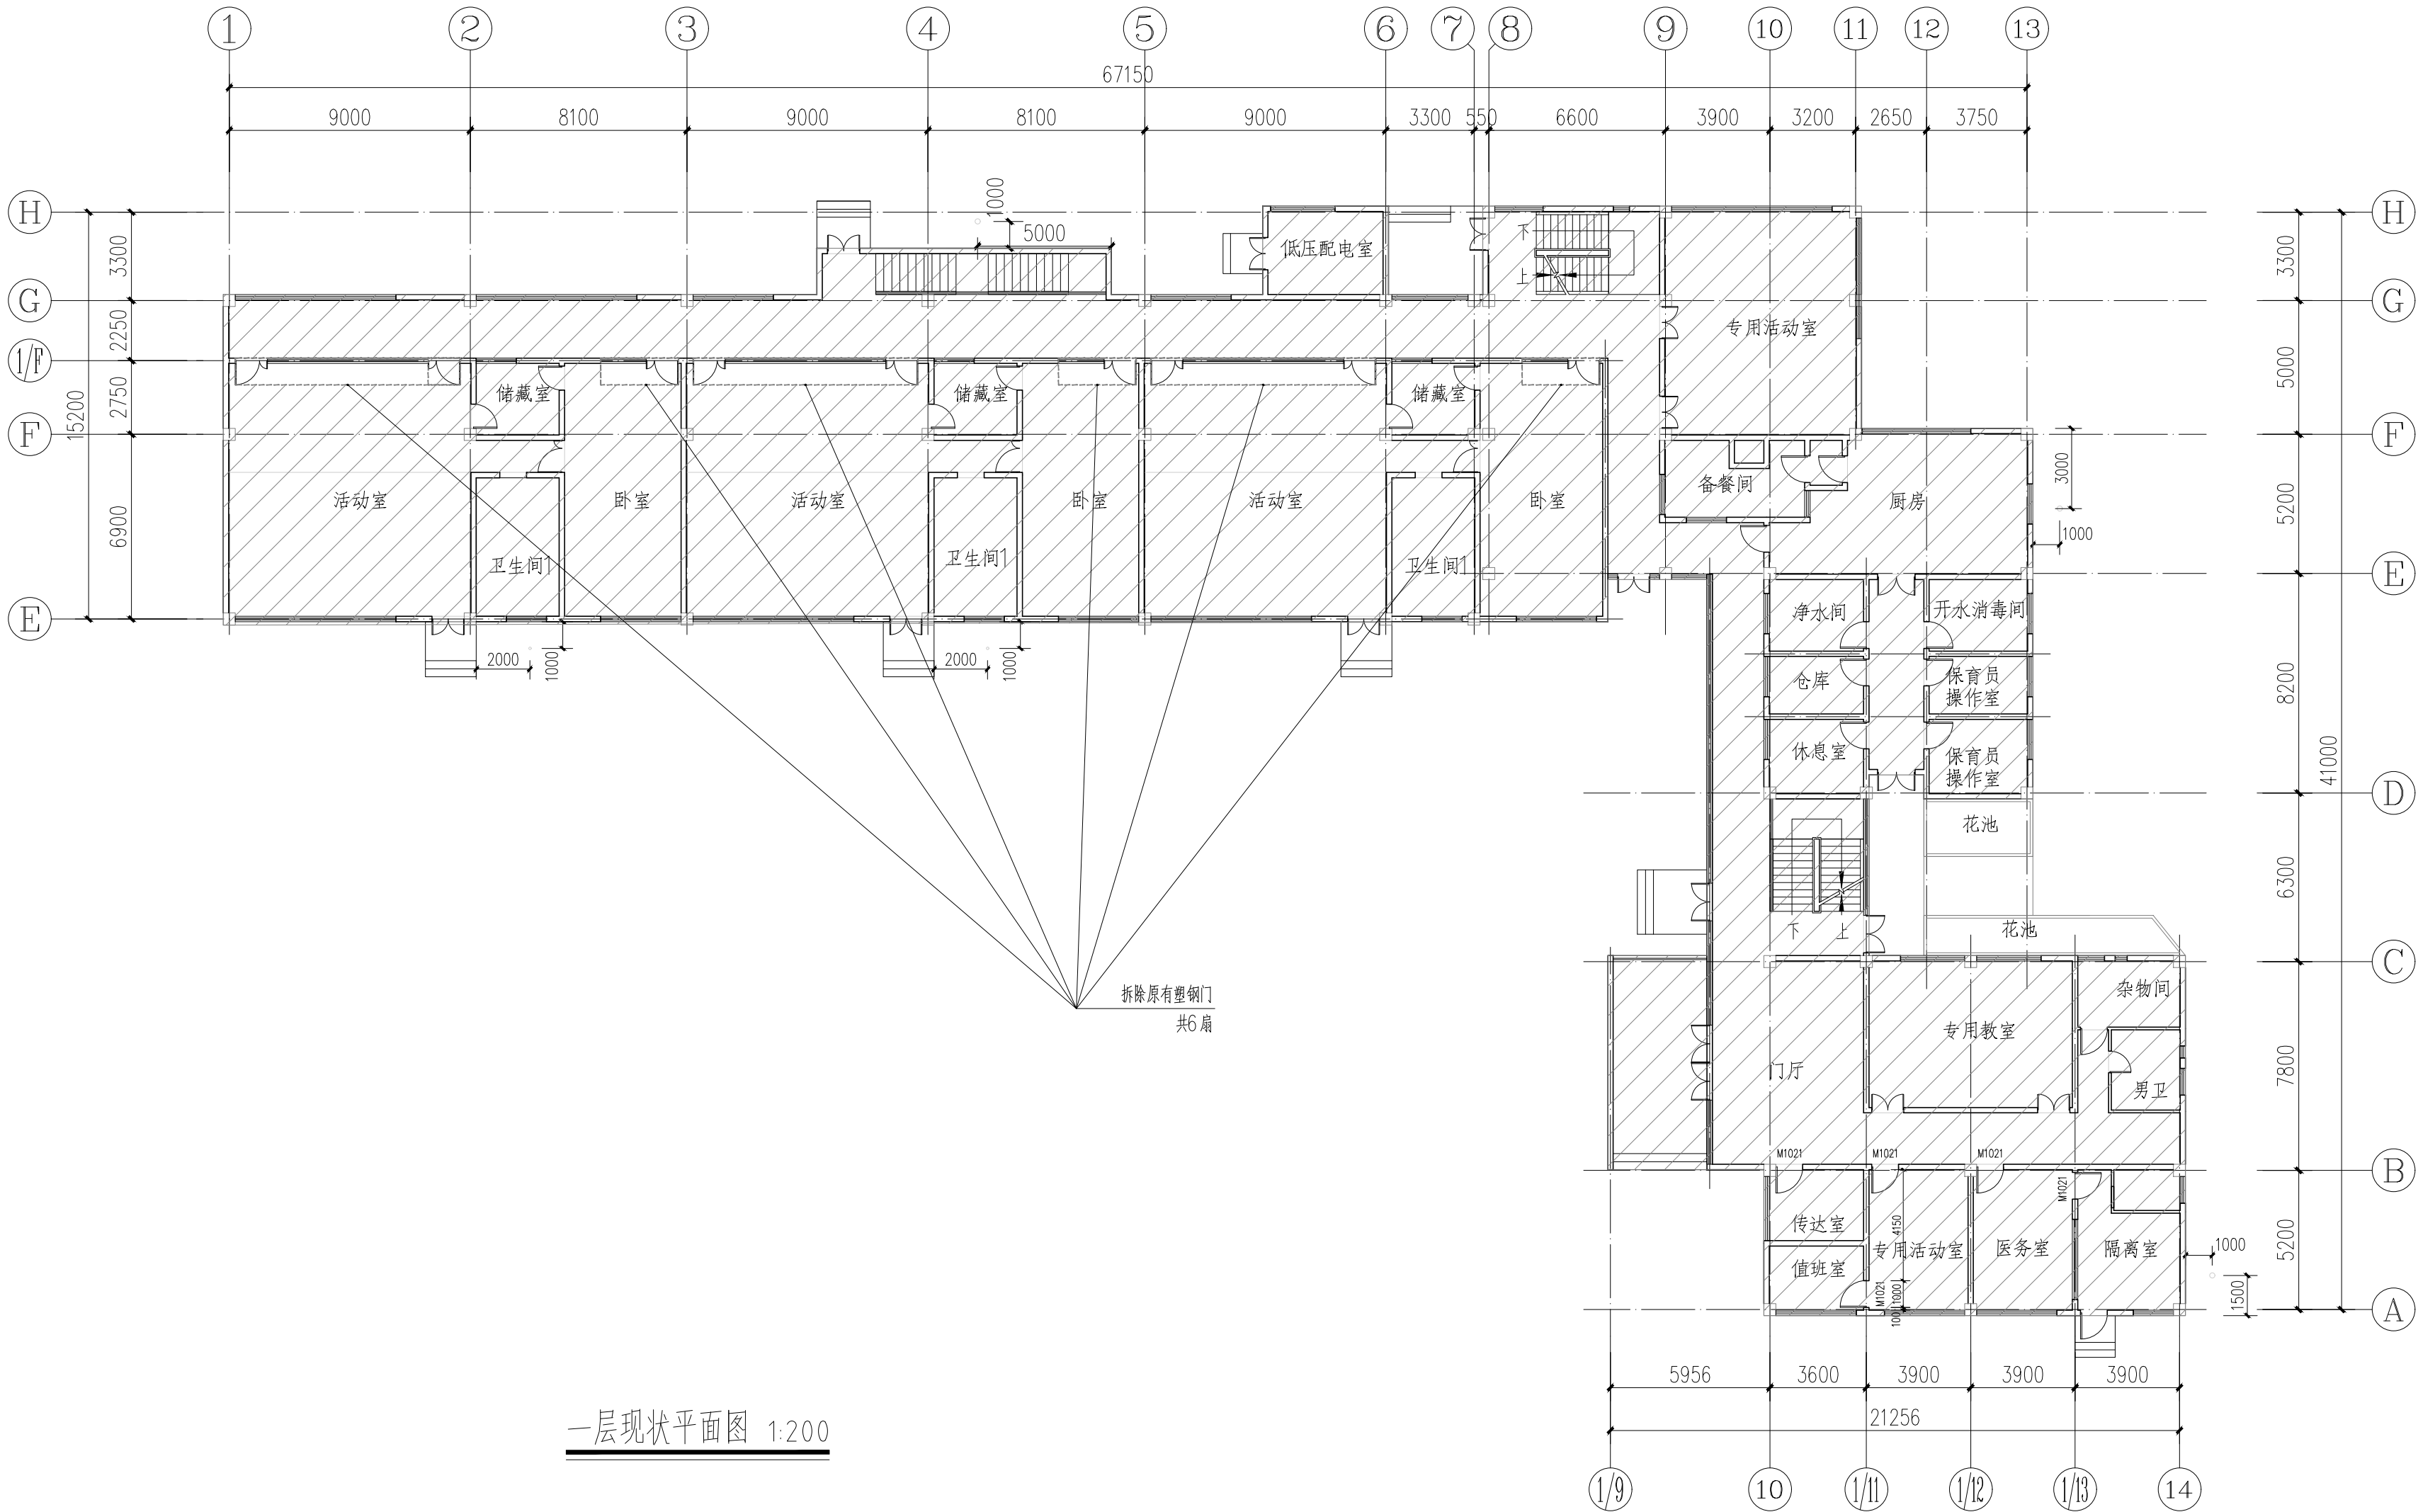 1 2 3 4 5 6 7 8 9 10 11 12 13
67150
9000 8100 9000 8100 9000 3300 550 6600 3900 3200 2650 3750
H
H
1000
5000
3300
低压配电室
下
上
3300
G
G
2250
专用活动室
5000
1/F
15200
2750
储藏室
储藏室
储藏室
F
F
3000
6900
活动室
卧室
活动室
卧室
活动室
卧室
备餐间
厨房
5200
1000
卫生间1
卫生间1
卫生间1
E
E
净水间
开水消毒间
2000
1000
2000
1000
仓库
保育员
操作室
8200
休息室
保育员
操作室
41000
D
花池
6300
下
上
花池
C
拆除原有塑钢门
共6扇
杂物间
专用教室
门厅
男卫
7800
M1021
M1021
M1021
B
M1021
4150
传达室
专用活动室
医务室
隔离室
5200
1000
值班室
M1021
1000
100
1500
A
5956 3600 3900 3900 3900
21256
一层现状平面图 1:200
1/9 10 1/11 1/12 1/13 14